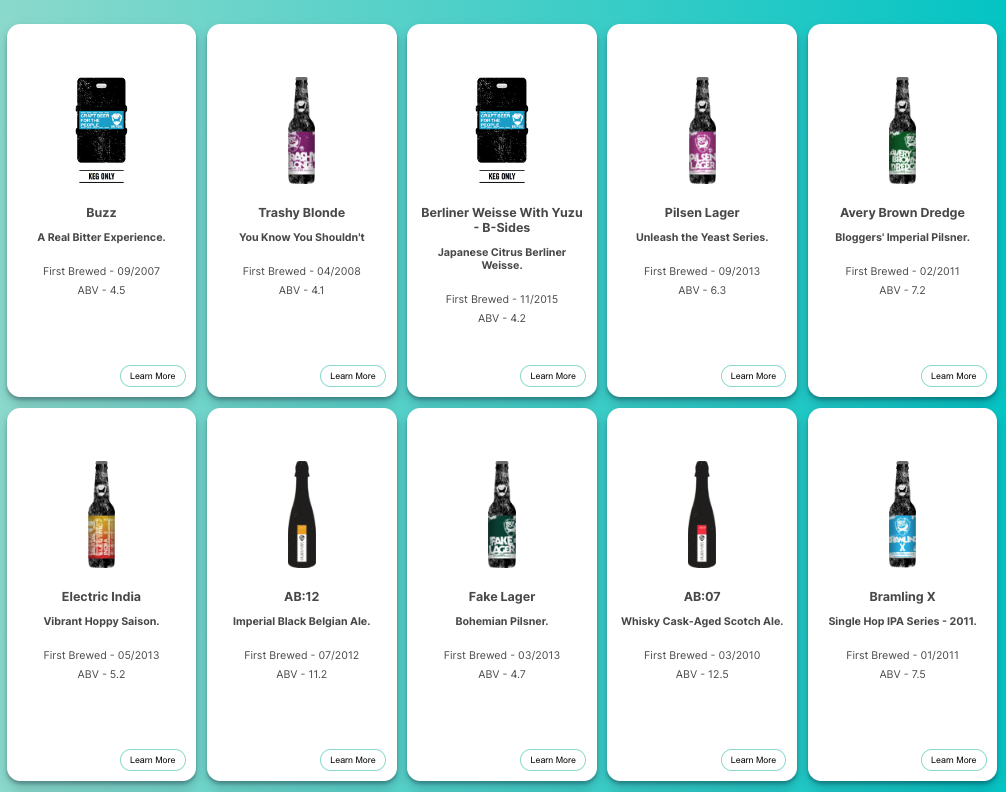 CRAFT BEER
FOR THE
PEOPLE
KEG ONLY
Buzz
A Real Bitter Experience.
First Brewed - 09/2007
ABV - 4.5
Learn More
Trashy Blonde
You Know You Shouldn't
First Brewed - 04/2008
ABV - 4.1
Learn More
CRAFT BEER
FOR THE
PEOPLE
KEG ONLY
Berliner Weisse With Yuzu
- B-Sides
Japanese Citrus Berliner
Weisse.
First Brewed - 11/2015
ABV - 4.2
Learn More
PILSEN
LAGER
Pilsen Lager
Unleash the Yeast Series.
First Brewed - 09/2013
ABV - 6.3
Learn More
AVERY
BROWN
DREDGE
Avery Brown Dredge
Bloggers' Imperial Pilsner.
First Brewed - 02/2011
ABV - 7.2
Learn More
Electric India
Vibrant Hoppy Saison.
First Brewed - 05/2013
ABV - 5.2
Learn More
AB:12
Imperial Black Belgian Ale.
First Brewed - 07/2012
ABV - 11.2
Learn More
FAKE
LAGER
Fake Lager
Bohemian Pilsner.
First Brewed - 03/2013
ABV - 4.7
Learn More
AB:07
Whisky Cask-Aged Scotch Ale.
First Brewed - 03/2010
ABV - 12.5
Learn More
X
Bramling X
Single Hop IPA Series - 2011.
First Brewed - 01/2011
ABV - 7.5
Learn More